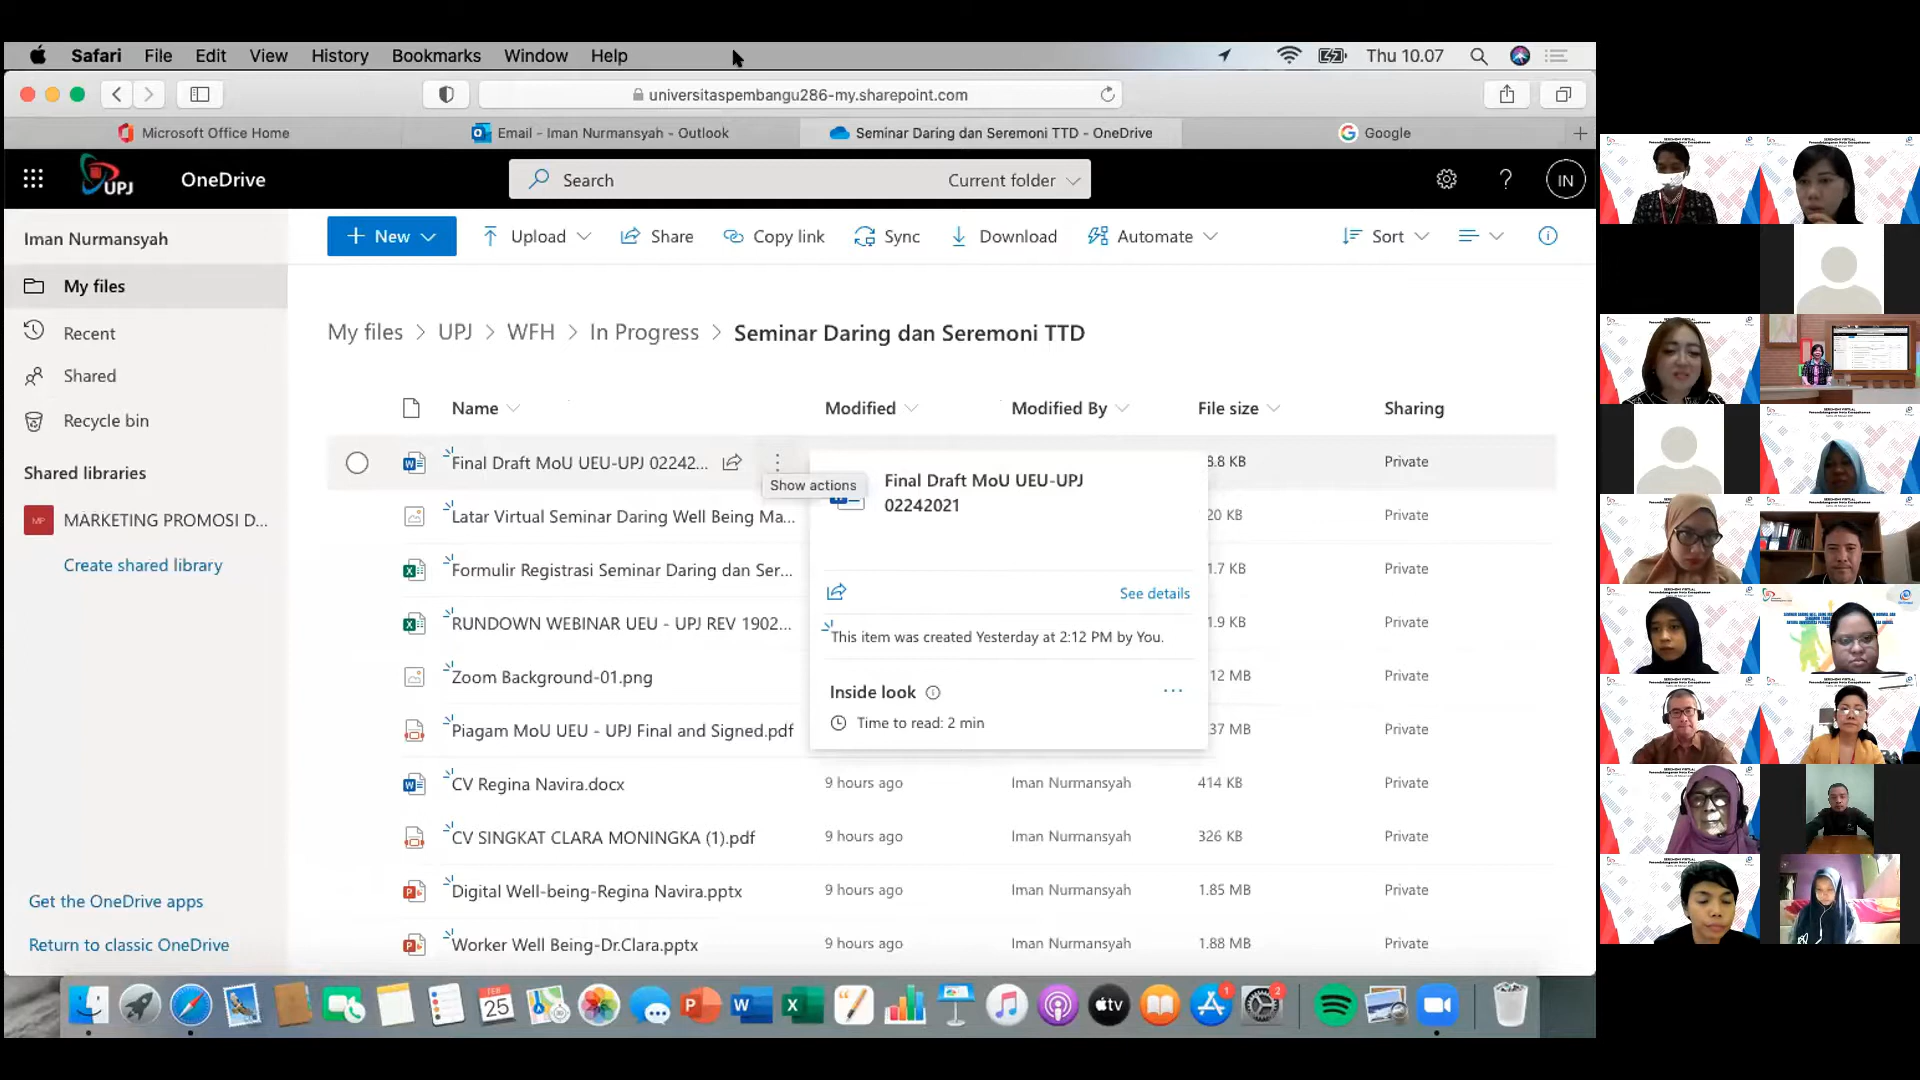 Safari File Edit View History Bookmarks Window Help Thu 10.07
universitaspembangu286-my.sharepoint.com
Microsoft Office Home Email - Iman Nurmansyah - Outlook Seminar Daring dan Seremoni TTD - OneDrive Google
UPJ OneDrive Search Current folder ? IN
Iman Nurmansyah
My files
Recent
Shared
Recycle bin
Shared libraries
MP MARKETING PROMOSI D...
Create shared library
Get the OneDrive apps
Return to classic OneDrive
+ New Upload Share Copy link Sync Download Automate Sort
My files > UPJ > WFH > In Progress > Seminar Daring dan Seremoni TTD
Name Modified Modified By File size Sharing
Final Draft MoU UEU-UPJ 02242... 8.8 KB Private
Show actions
Latar Virtual Seminar Daring Well Being Ma... 20 KB Private
Formulir Registrasi Seminar Daring dan Ser... 1.7 KB Private
RUNDOWN WEBINAR UEU - UPJ REV 1902... 1.9 KB Private
Zoom Background-01.png 12 MB Private
Piagam MoU UEU - UPJ Final and Signed.pdf 37 MB Private
CV Regina Navira.docx 9 hours ago Iman Nurmansyah 414 KB Private
CV SINGKAT CLARA MONINGKA (1).pdf 9 hours ago Iman Nurmansyah 326 KB Private
Digital Well-being-Regina Navira.pptx 9 hours ago Iman Nurmansyah 1.85 MB Private
Worker Well Being-Dr.Clara.pptx 9 hours ago Iman Nurmansyah 1.88 MB Private
Final Draft MoU UEU-UPJ
02242021
See details
This item was created Yesterday at 2:12 PM by You.
Inside look
Time to read: 2 min
FEB
25
tv
1
2